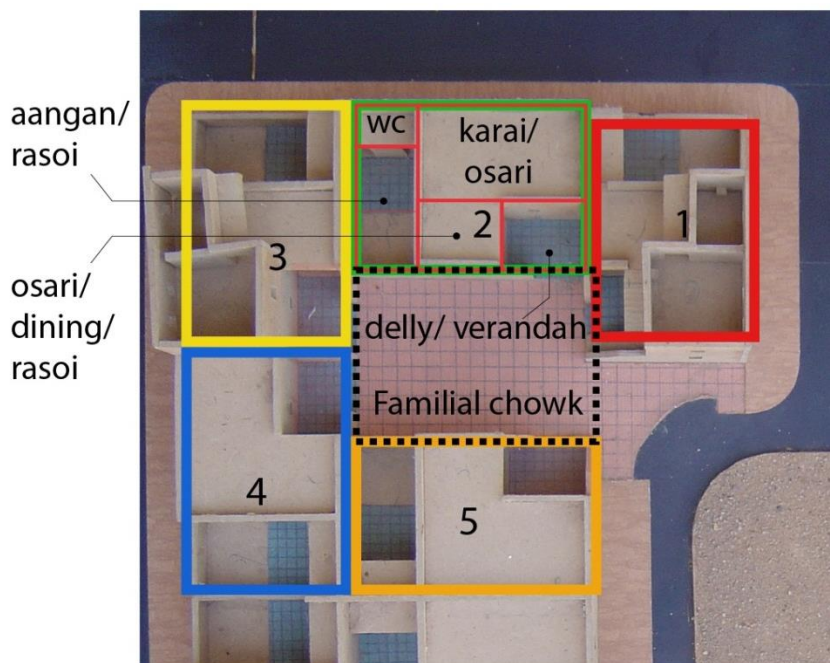 aangan/
rasoi
wc
karai/
osari
1
2
3
osari/
dining/
rasoi
delly/ verandah
Familial chowk
4
5